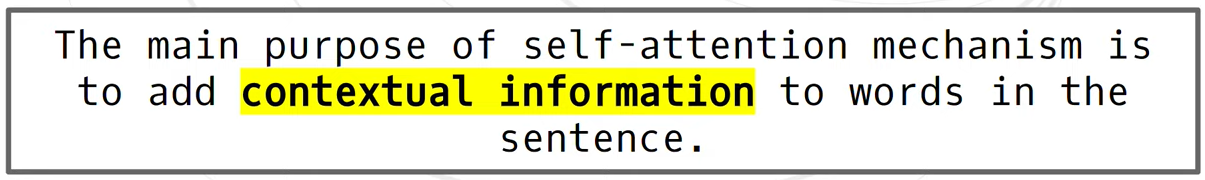 The main purpose of self-attention mechanism is
to add contextual information to words in the
sentence.